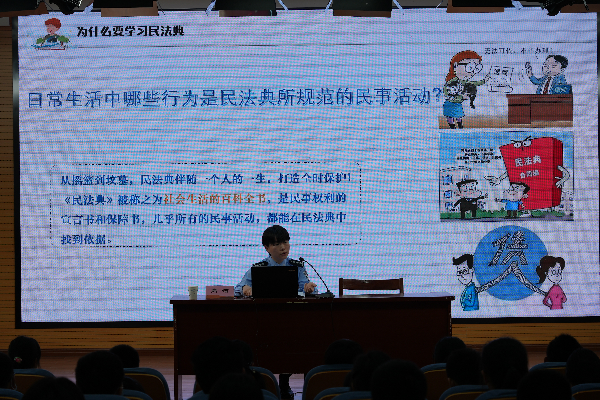 为什么要学习民法典
日常生活中哪些行为是民法典所规范的民事活动?
从摇篮到坟墓，民法典伴随一个人的一生，打造全时保护!
《民法典》被称之为社会生活的百科全书，是民事权利的
宣言书和保障书，几乎所有的民事活动，都能在民法典中
找到依据。
民法典